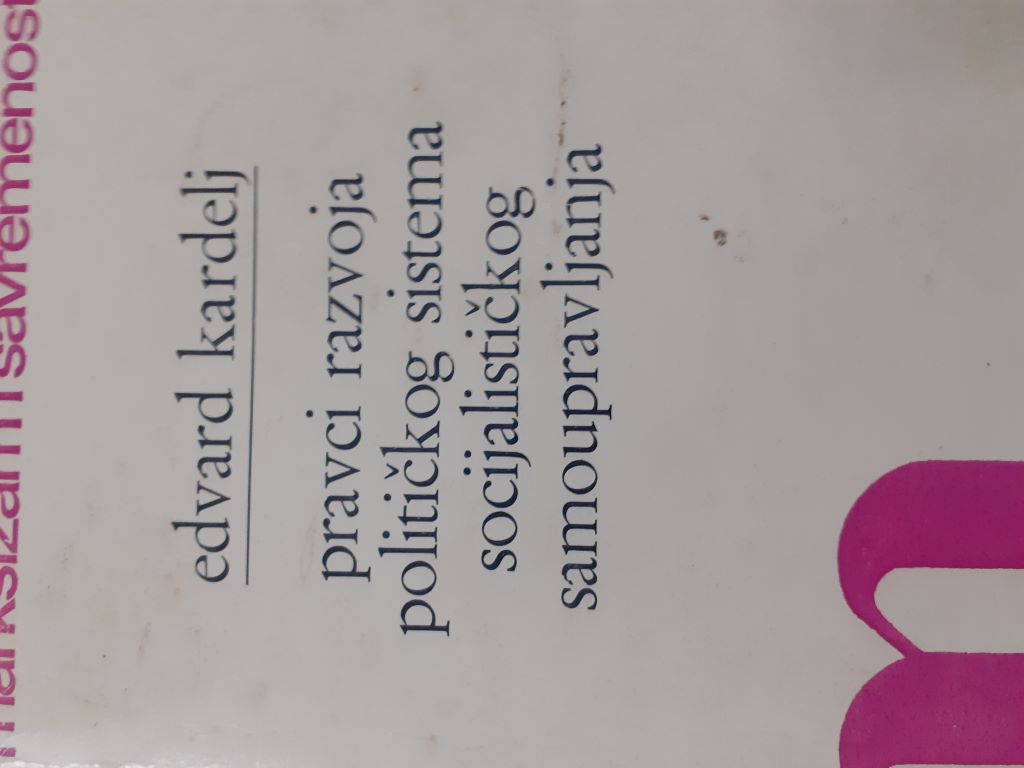 marksizam i savremenost
edvard kardelj
pravci razvoja
političkog sistema
socijalističkog
samoupravljanja
m